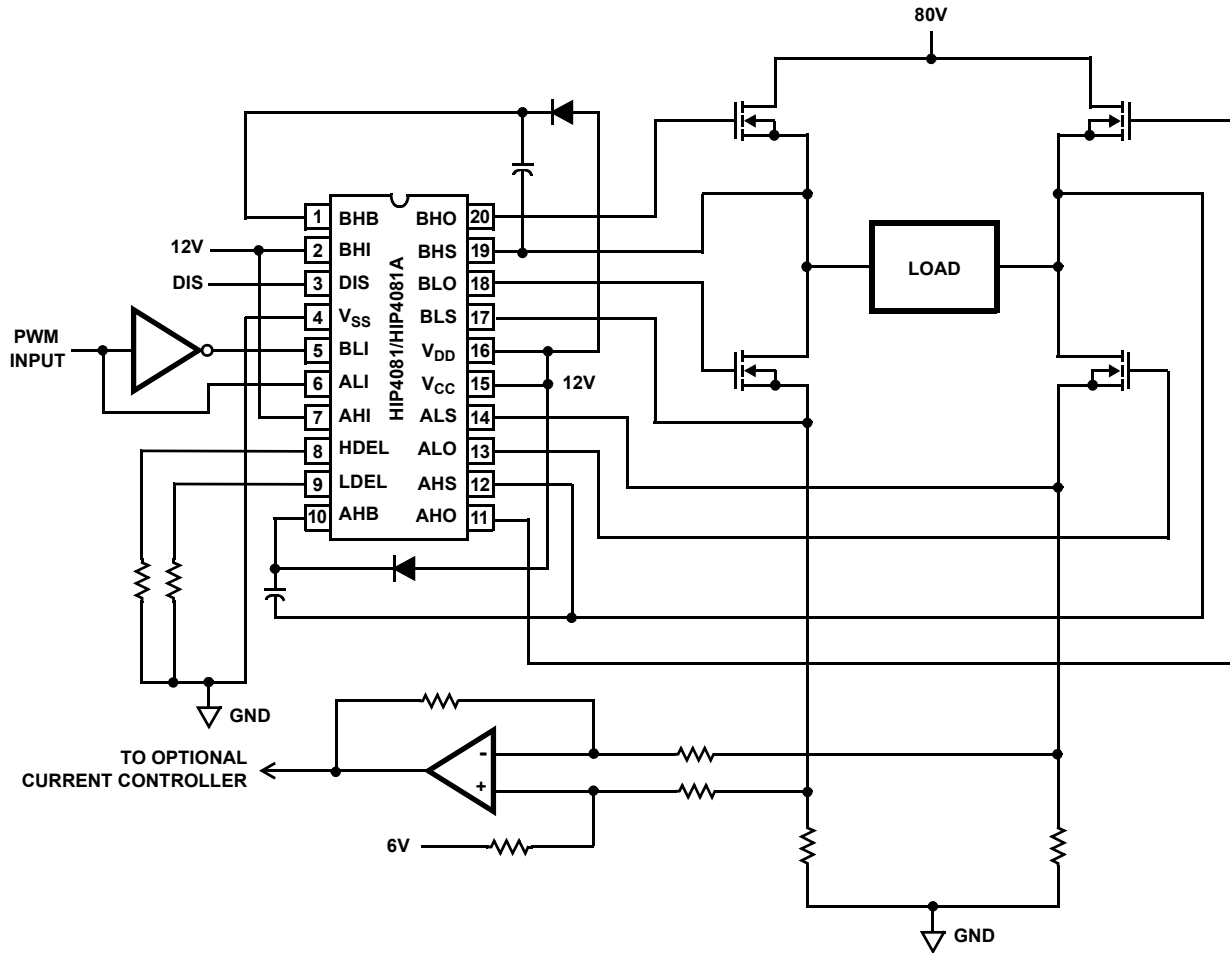 80V
1 BHB BHO 20
12V 2 BHI BHS 19
DIS 3 DIS BLO 18
4 VSS BLS 17
PWM
INPUT
5 BLI VDD 16
6 ALI VCC 15 12V
7 AHI ALS 14
8 HDEL ALO 13
9 LDEL AHS 12
10 AHB AHO 11
HIP4081/HIP4081A
LOAD
GND
TO OPTIONAL
CURRENT CONTROLLER
-
+
6V
GND